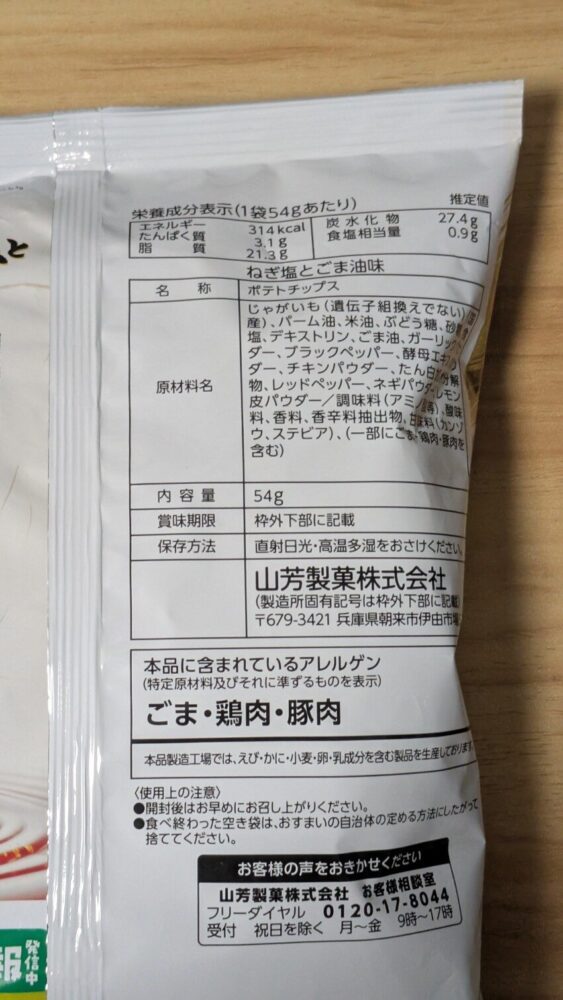 栄養成分表示(1袋54gあたり) 推定値
エネルギー 314kcal 炭水化物 27.4g
たんぱく質 3.1g 食塩相当量 0.9g
脂質 21.3g
ねぎ塩とごま油味
名称 ポテトチップス
原材料名
じゃがいも(遺伝子組換えでない)
産)、パーム油、米油、ぶどう糖、砂糖、食
塩、デキストリン、ごま油、ガーリックパウ
ダー、ブラックペッパー、酵母エキスパウ
ダー、チキンパウダー、たん白加水分解
物、レッドペッパー、ネギパウダー、レモン
皮パウダー/調味料(アミノ酸等)、酸味
料、香料、香辛料抽出物、甘味料(カンゾ
ウ、ステビア)、(一部にごま・鶏肉・豚肉を
含む)
内容量 54g
賞味期限 枠外下部に記載
保存方法 直射日光・高温多湿をおさけください。
山芳製菓株式会社
(製造所固有記号は枠外下部に記載)
〒679-3421 兵庫県朝来市伊由市場
本品に含まれているアレルゲン
(特定原材料及びそれに準ずるものを表示)
ごま・鶏肉・豚肉
本品製造工場では、えび・かに・小麦・卵・乳成分を含む製品を生産しております。
〈使用上の注意〉
●開封後はお早めにお召し上がりください。
●食べ終わった空き袋は、おすまいの自治体の定める方法にしたがって
捨ててください。
お客様の声をおきかせください
山芳製菓株式会社 お客様相談室
フリーダイヤル 0120-17-8044
受付 祝日を除く 月〜金 9時〜17時
報
発信中